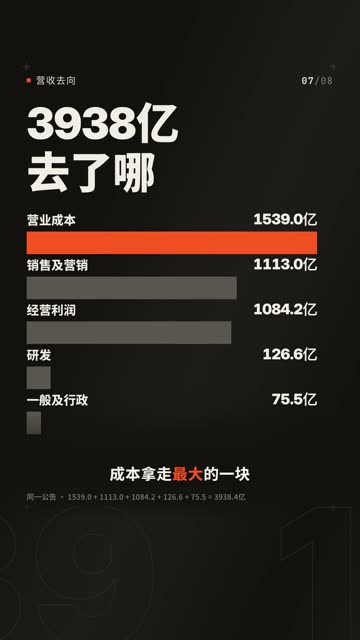 营收去向
07/08
3938亿
去了哪
营业成本 1539.0亿
销售及营销 1113.0亿
经营利润 1084.2亿
研发 126.6亿
一般及行政 75.5亿
成本拿走最大的一块
同一公告 · 1539.0 + 1113.0 + 1084.2 + 126.6 + 75.5 = 3938.4亿